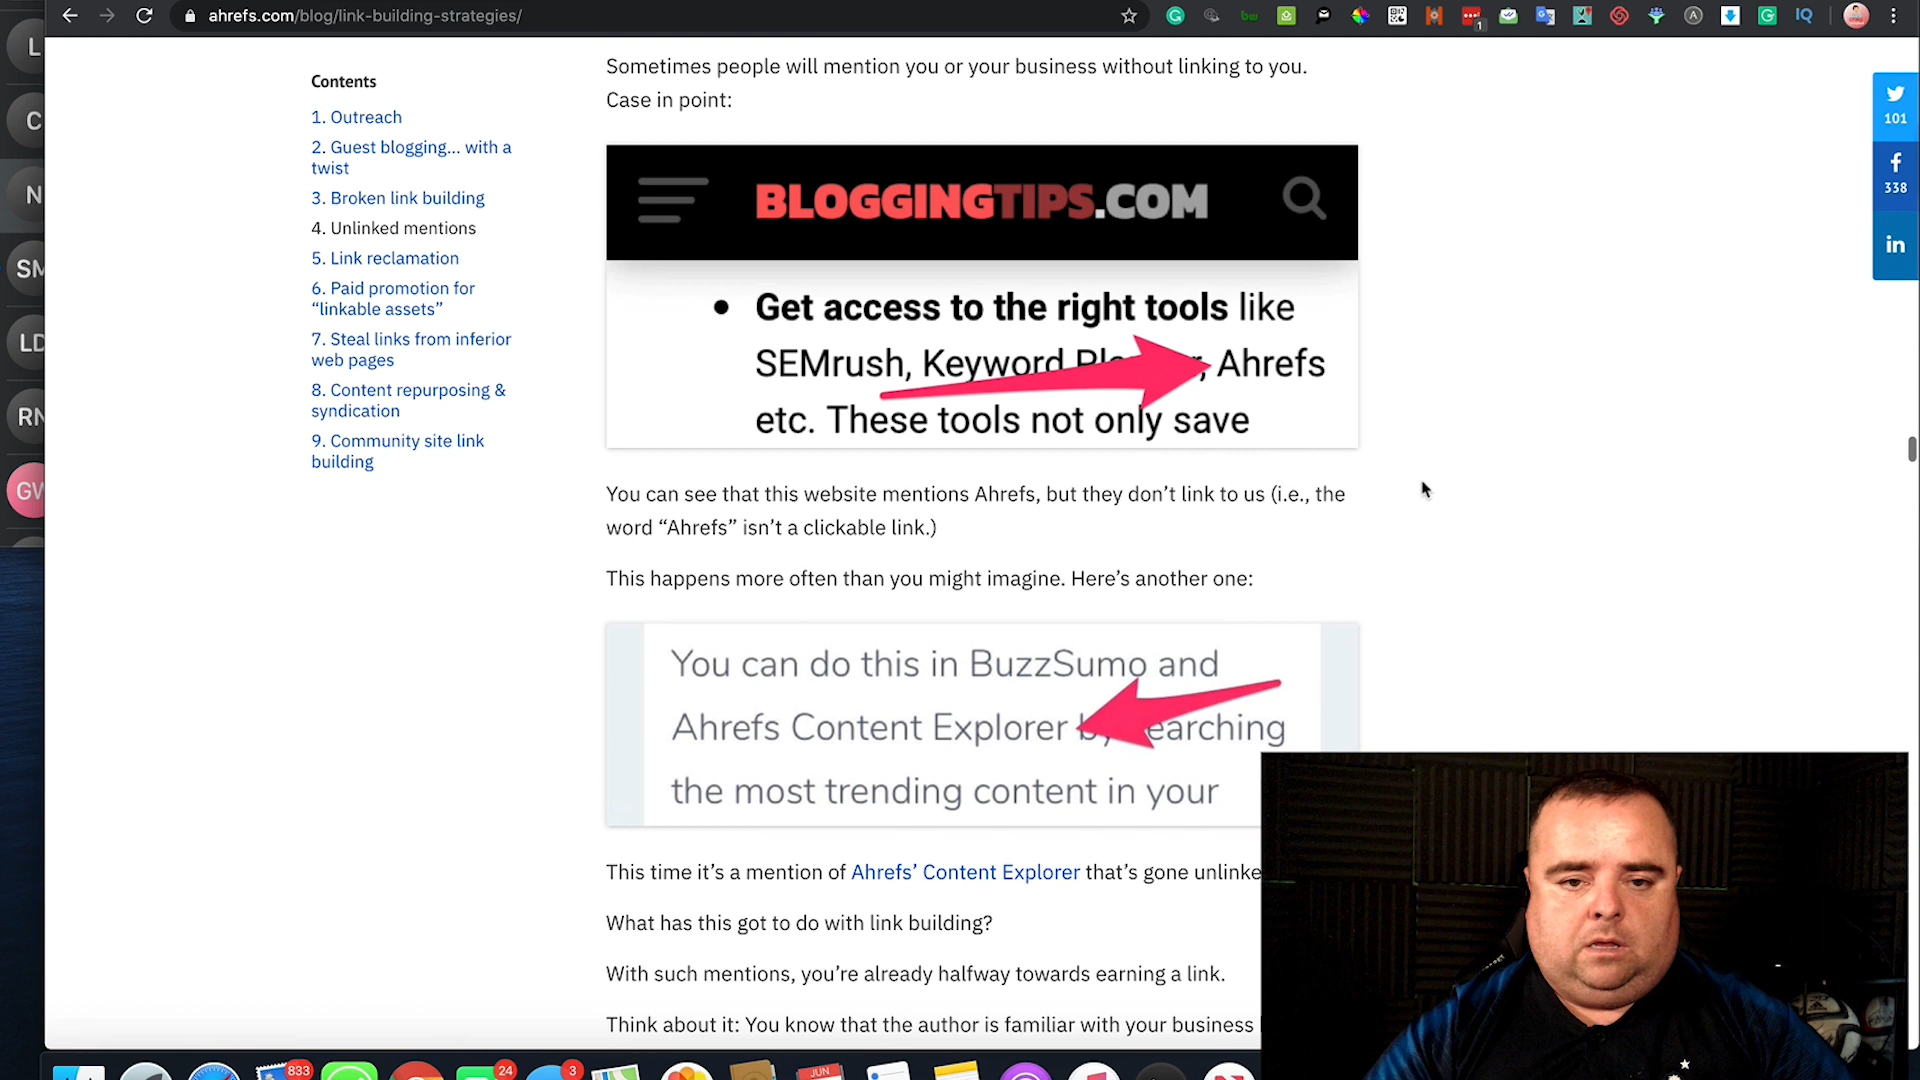 ahrefs.com/blog/link-building-strategies/
L
C
N
SM
LD
RN
GW
Contents
1. Outreach
2. Guest blogging... with a
twist
3. Broken link building
4. Unlinked mentions
5. Link reclamation
6. Paid promotion for
“linkable assets”
7. Steal links from inferior
web pages
8. Content repurposing &
syndication
9. Community site link
building
Sometimes people will mention you or your business without linking to you.
Case in point:
BLOGGINGTIPS.COM
• Get access to the right tools like
SEMrush, Keyword , Ahrefs
etc. These tools not only save
You can see that this website mentions Ahrefs, but they don’t link to us (i.e., the
word “Ahrefs” isn’t a clickable link.)
This happens more often than you might imagine. Here’s another one:
You can do this in BuzzSumo and
Ahrefs Content Explorer
the most trending content in your
This time it’s a mention of Ahrefs’ Content Explorer that’s gone
What has this got to do with link building?
With such mentions, you’re already halfway towards earning a link.
Think about it: You know that the author is familiar with your business
101
338
in
1
IQ
833
24
3
JUN